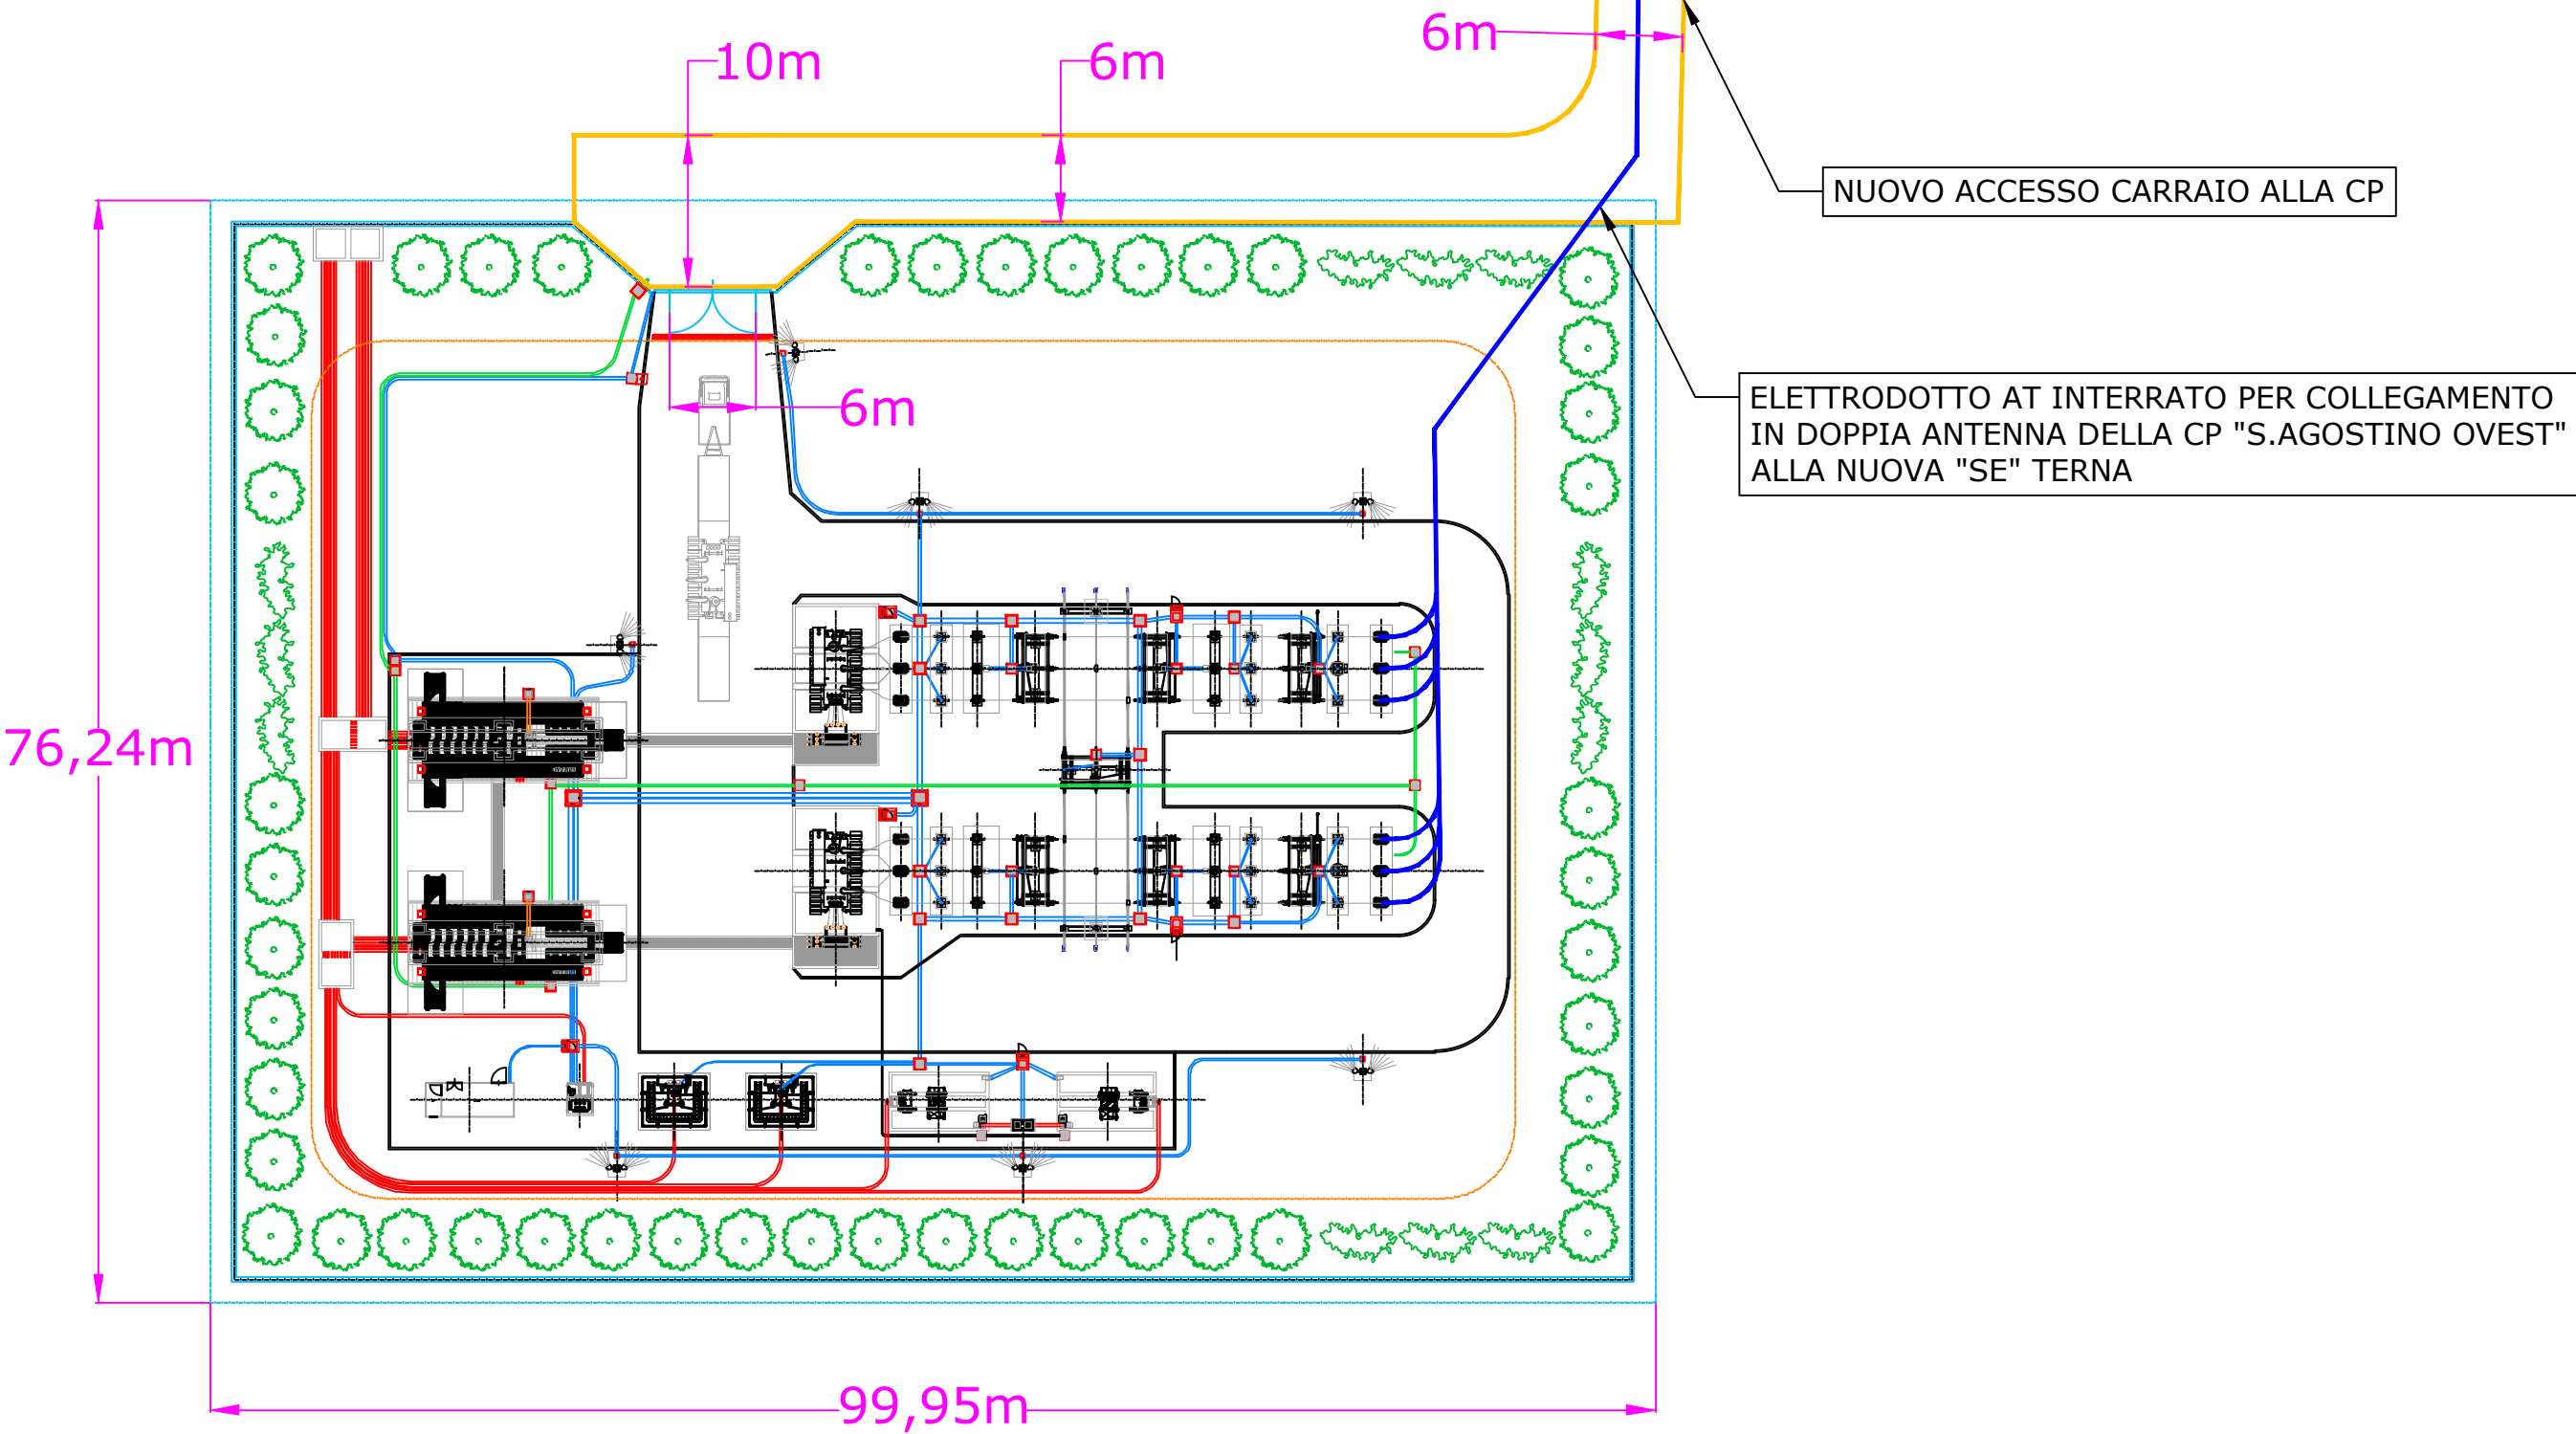 10m
6m
6m
NUOVO ACCESSO CARRAIO ALLA CP
6m
ELETTRODOTTO AT INTERRATO PER COLLEGAMENTO
IN DOPPIA ANTENNA DELLA CP "S.AGOSTINO OVEST"
ALLA NUOVA "SE" TERNA
76,24m
99,95m